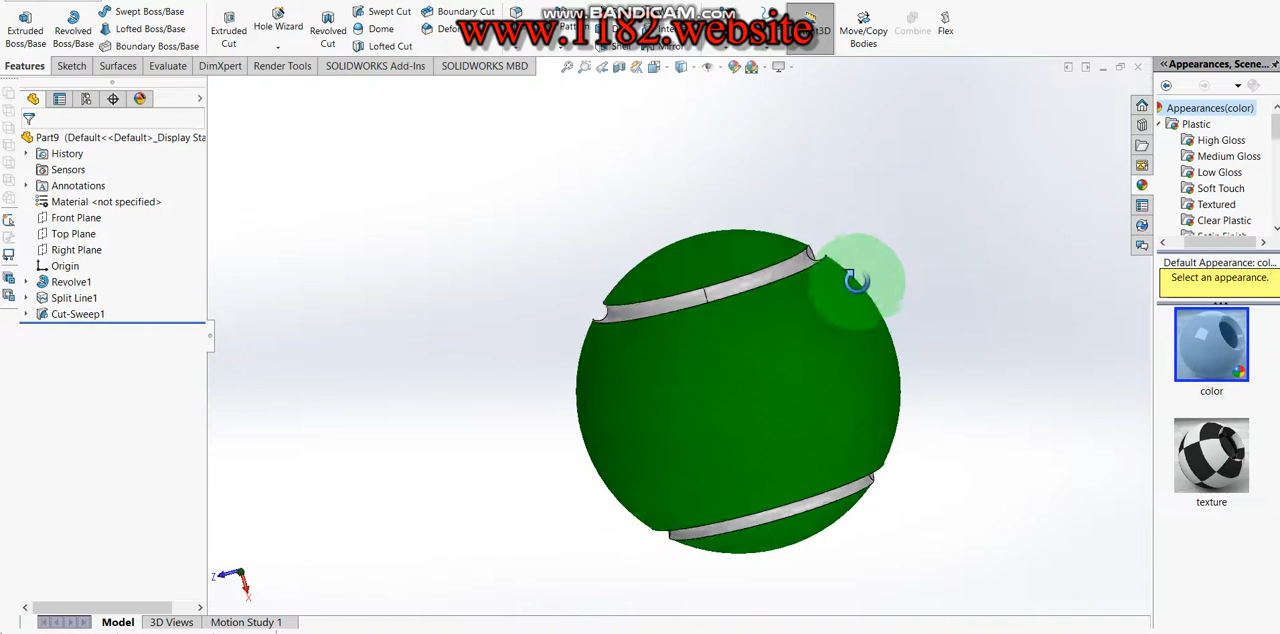 www.BANDICAM.com
www.1182.website
Extruded Boss/Base
Revolved Boss/Base
Swept Boss/Base
Lofted Boss/Base
Boundary Boss/Base
Extruded Cut
Hole Wizard
Revolved Cut
Swept Cut
Dome
Lofted Cut
Boundary Cut
Move/Copy Bodies
Combine
Flex
Features
Sketch
Surfaces
Evaluate
DimXpert
Render Tools
SOLIDWORKS Add-Ins
SOLIDWORKS MBD
Appearances, Scene...
Part9 (Default<<Default>_Display Sta
History
Sensors
Annotations
Material <not specified>
Front Plane
Top Plane
Right Plane
Origin
Revolve1
Split Line1
Cut-Sweep1
Appearances(color)
Plastic
High Gloss
Medium Gloss
Low Gloss
Soft Touch
Textured
Clear Plastic
Default Appearance: col...
Select an appearance.
color
texture
Z
X
Model
3D Views
Motion Study 1